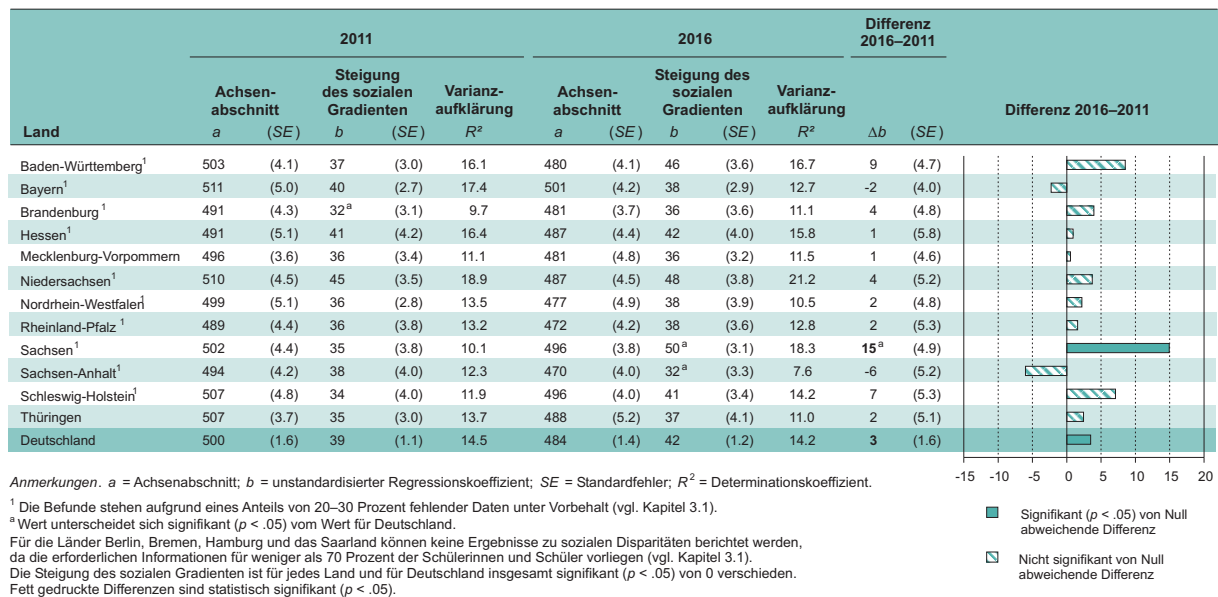 Differenz
2011 2016 2016–2011
Steigung Steigung des
Achsen- des sozialen Varianz- Achsen- sozialen Varianz-
abschnitt Gradienten aufklärung abschnitt Gradienten aufklärung Differenz 2016–2011
Land a (SE) b (SE) R² a (SE) b (SE) R² Δb (SE)
Baden-Württemberg¹ 503 (4.1) 37 (3.0) 16.1 480 (4.1) 46 (3.6) 16.7 9 (4.7)
Bayern¹ 511 (5.0) 40 (2.7) 17.4 501 (4.2) 38 (2.9) 12.7 -2 (4.0)
Brandenburg ¹ 491 (4.3) 32ᵃ (3.1) 9.7 481 (3.7) 36 (3.6) 11.1 4 (4.8)
Hessen¹ 491 (5.1) 41 (4.2) 16.4 487 (4.4) 42 (4.0) 15.8 1 (5.8)
Mecklenburg-Vorpommern 496 (3.6) 36 (3.4) 11.1 481 (4.8) 36 (3.2) 11.5 1 (4.6)
Niedersachsen¹ 510 (4.5) 45 (3.5) 18.9 487 (4.5) 48 (3.8) 21.2 4 (5.2)
Nordrhein-Westfalen¹ 499 (5.1) 36 (2.8) 13.5 477 (4.9) 38 (3.9) 10.5 2 (4.8)
Rheinland-Pfalz ¹ 489 (4.4) 36 (3.8) 13.2 472 (4.2) 38 (3.6) 12.8 2 (5.3)
Sachsen¹ 502 (4.4) 35 (3.8) 10.1 496 (3.8) 50ᵃ (3.1) 18.3 15ᵃ (4.9)
Sachsen-Anhalt¹ 494 (4.2) 38 (4.0) 12.3 470 (4.0) 32ᵃ (3.3) 7.6 -6 (5.2)
Schleswig-Holstein¹ 507 (4.8) 34 (4.0) 11.9 496 (4.0) 41 (3.4) 14.2 7 (5.3)
Thüringen 507 (3.7) 35 (3.0) 13.7 488 (5.2) 37 (4.1) 11.0 2 (5.1)
Deutschland 500 (1.6) 39 (1.1) 14.5 484 (1.4) 42 (1.2) 14.2 3 (1.6)
-15 -10 -5 0 5 10 15 20
Anmerkungen. a = Achsenabschnitt; b = unstandardisierter Regressionskoeffizient; SE = Standardfehler; R² = Determinationskoeffizient.
¹ Die Befunde stehen aufgrund eines Anteils von 20–30 Prozent fehlender Daten unter Vorbehalt (vgl. Kapitel 3.1).
ᵃ Wert unterscheidet sich signifikant (p < .05) vom Wert für Deutschland.
Für die Länder Berlin, Bremen, Hamburg und das Saarland können keine Ergebnisse zu sozialen Disparitäten berichtet werden,
da die erforderlichen Informationen für weniger als 70 Prozent der Schülerinnen und Schüler vorliegen (vgl. Kapitel 3.1).
Die Steigung des sozialen Gradienten ist für jedes Land und für Deutschland insgesamt signifikant (p < .05) von 0 verschieden.
Fett gedruckte Differenzen sind statistisch signifikant (p < .05).
Signifikant (p < .05) von Null
abweichende Differenz
Nicht signifikant von Null
abweichende Differenz